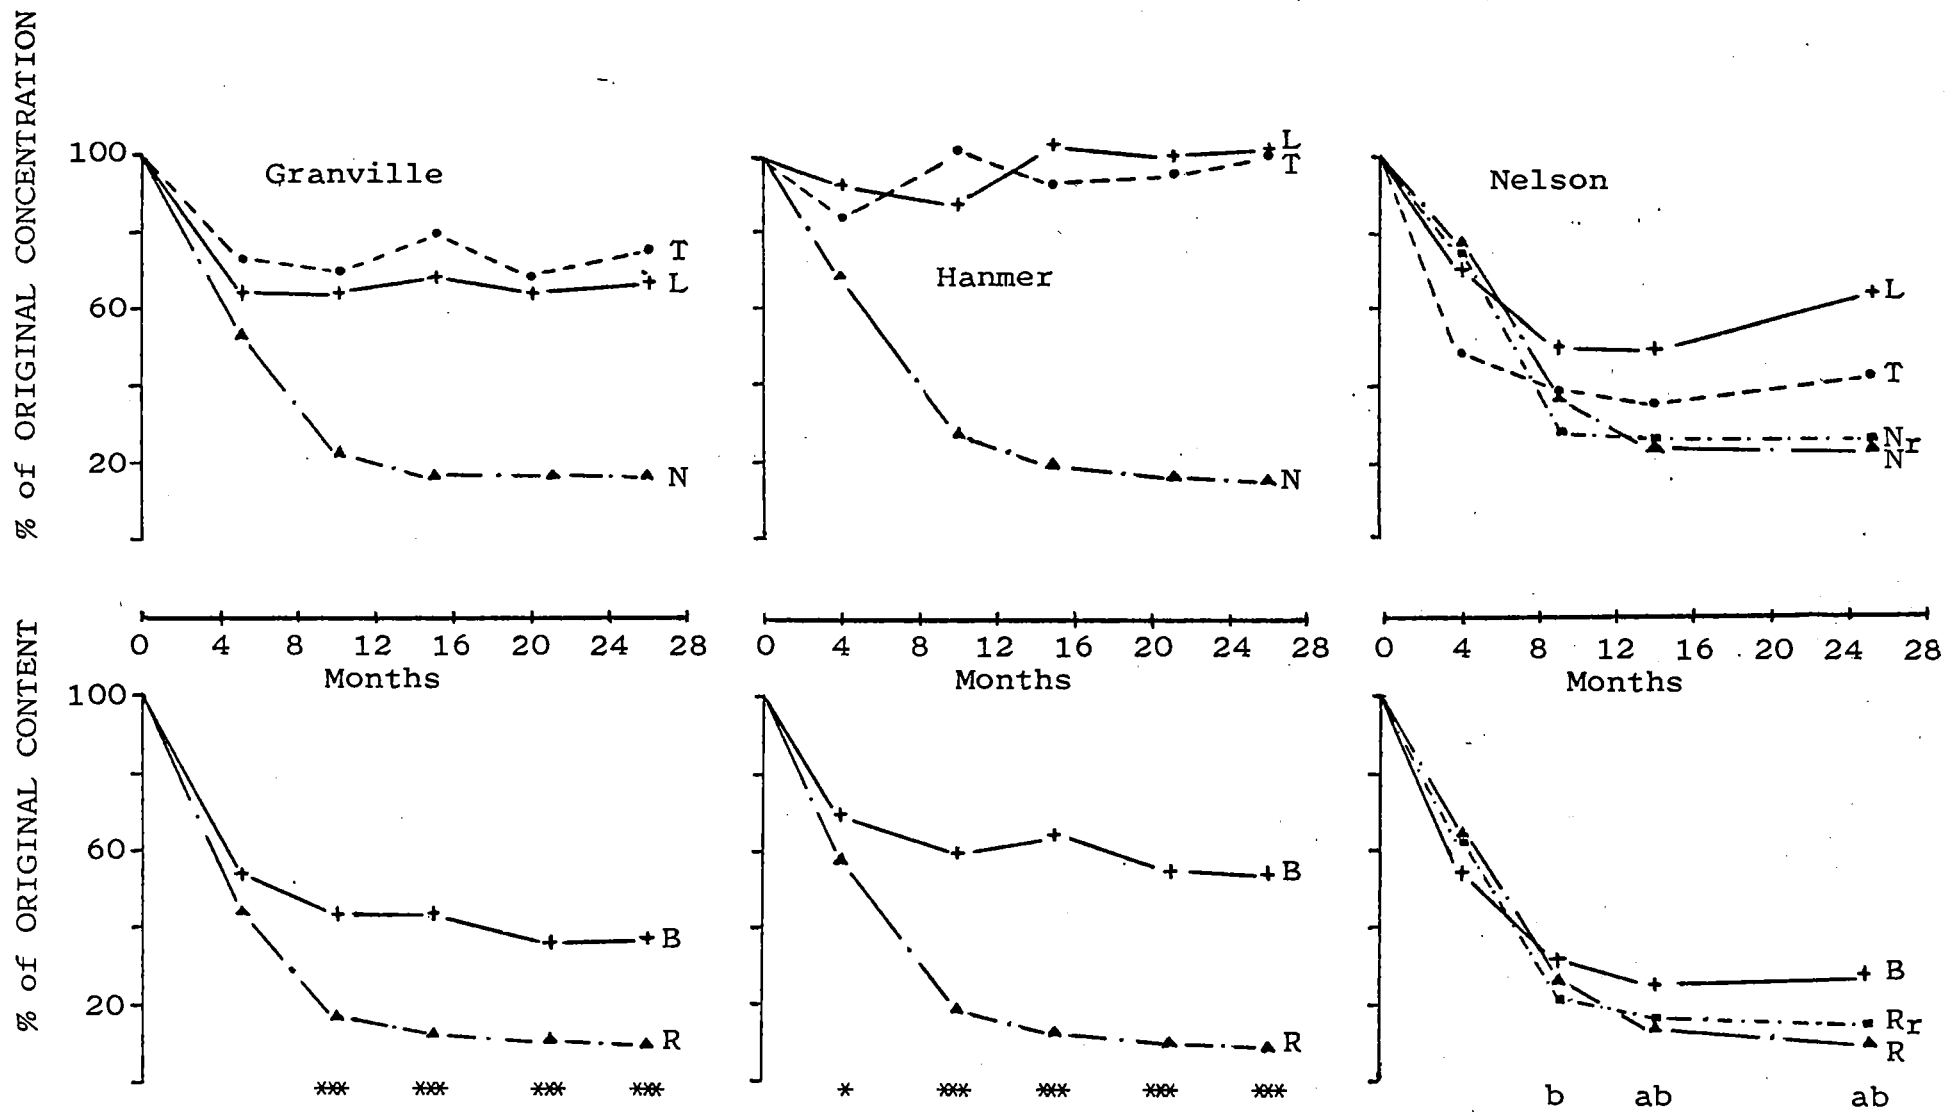 % of ORIGINAL CONCENTRATION
100
60
20
Granville
T
L
N
Hanmer
L
T
N
Nelson
L
T
Nr
N
0 4 8 12 16 20 24 28
Months
0 4 8 12 16 20 24 28
Months
0 4 8 12 16 20 24 28
Months
% of ORIGINAL CONTENT
100
60
20
B
R
*** *** *** ***
B
R
* *** *** *** ***
B
Rr
R
b ab ab